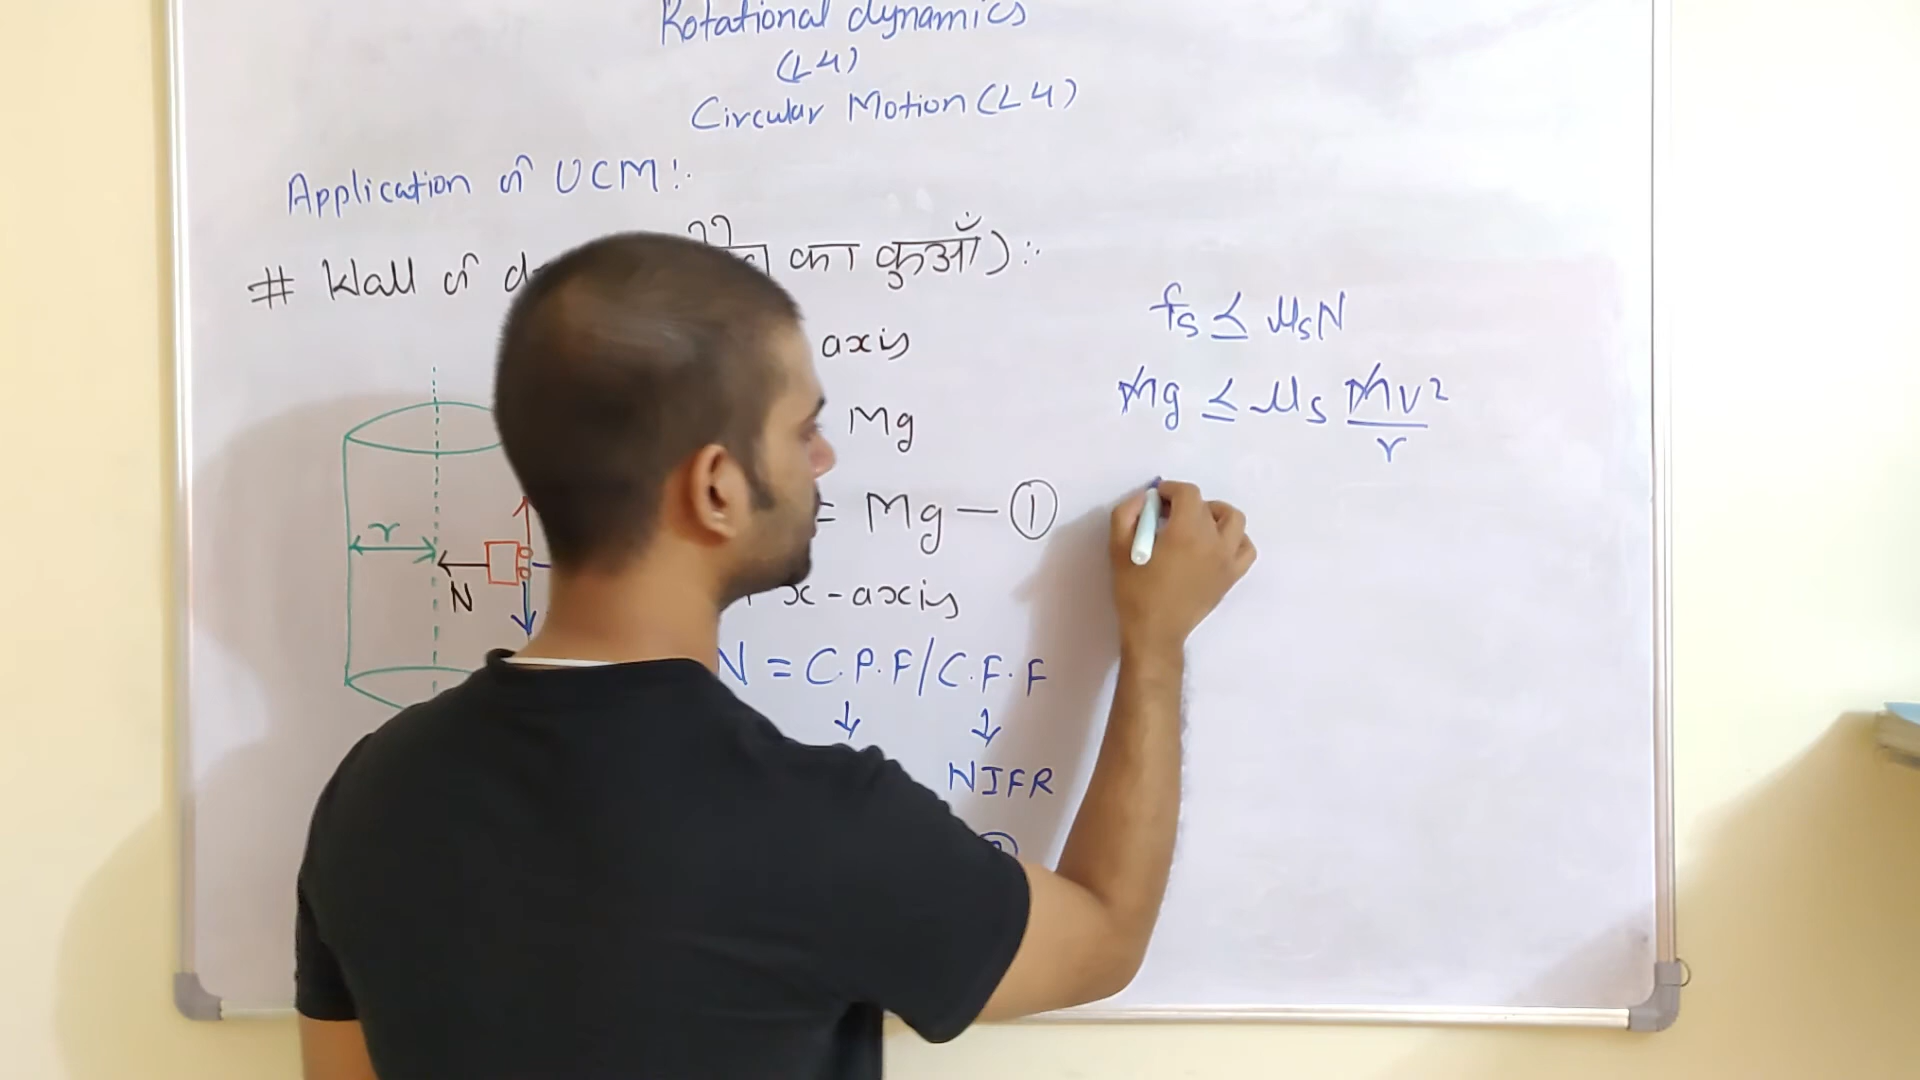 Rotational dynamics
(L4)
Circular Motion (L4)
Application of UCM:-
# Wall of का कुआँ) :-
axis
Mg
= Mg — ①
x-axis
N = C.P.F/C.F.F
↓ ↓
NIFR
r
N
fs ≤ μsN
mg ≤ μs mv²/r